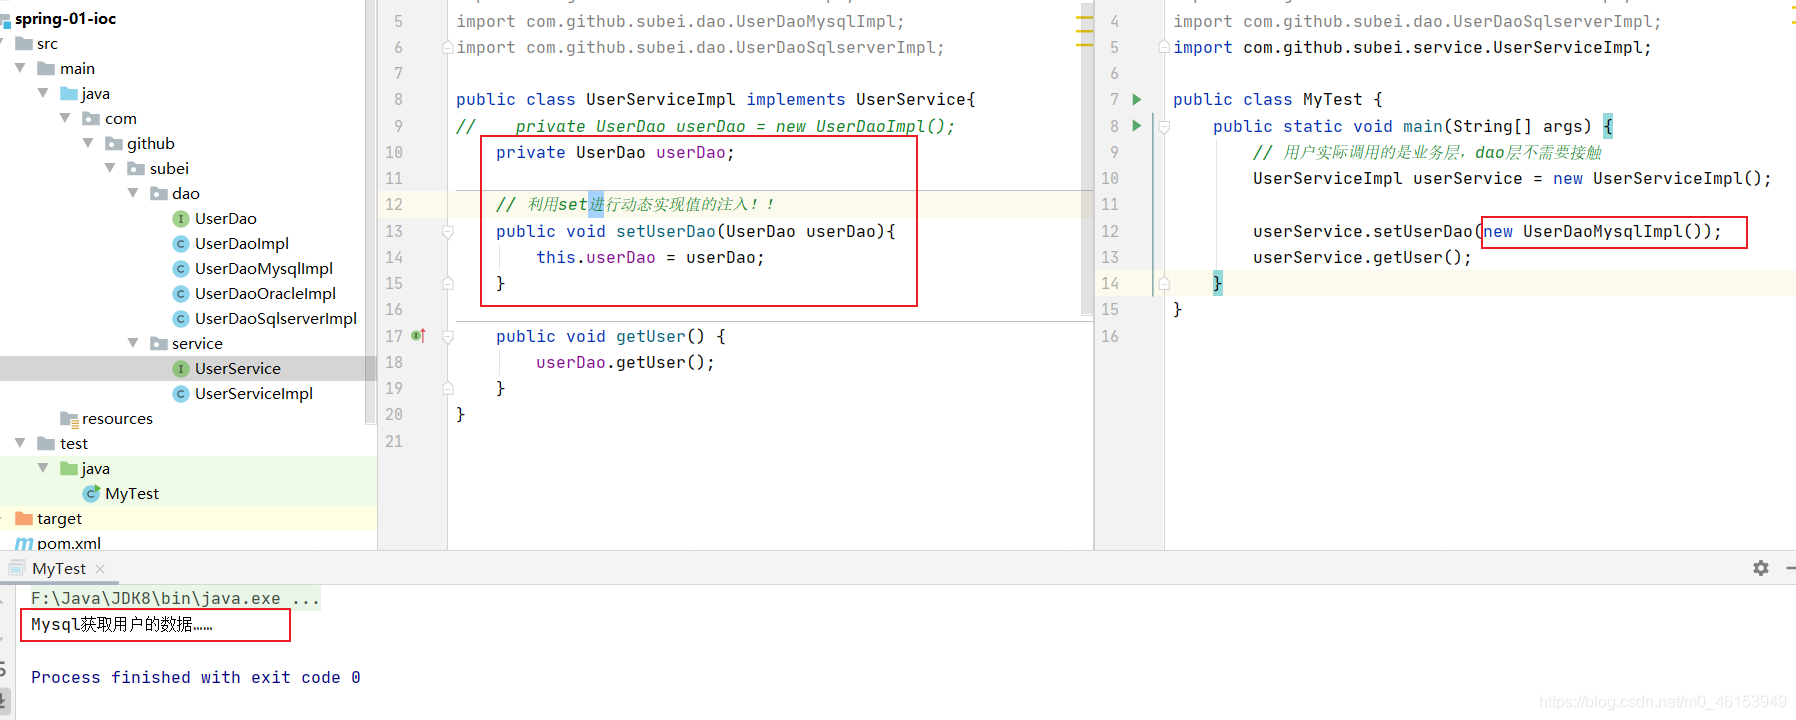 spring-01-ioc
src
main
java
com
github
subei
dao
UserDao
UserDaoImpl
UserDaoMysqlImpl
UserDaoOracleImpl
UserDaoSqlserverImpl
service
UserService
UserServiceImpl
resources
test
java
MyTest
target
pom.xml
5 import com.github.subei.dao.UserDaoMysqlImpl;
6 import com.github.subei.dao.UserDaoSqlserverImpl;
7
8 public class UserServiceImpl implements UserService{
9 // private UserDao userDao = new UserDaoImpl();
10 private UserDao userDao;
11
12 // 利用set进行动态实现值的注入！！
13 public void setUserDao(UserDao userDao){
14 this.userDao = userDao;
15 }
16
17 public void getUser() {
18 userDao.getUser();
19 }
20 }
21
4 import com.github.subei.dao.UserDaoSqlserverImpl;
5 import com.github.subei.service.UserServiceImpl;
6
7 public class MyTest {
8 public static void main(String[] args) {
9 // 用户实际调用的是业务层，dao层不需要接触
10 UserServiceImpl userService = new UserServiceImpl();
11
12 userService.setUserDao(new UserDaoMysqlImpl());
13 userService.getUser();
14 }
15 }
16
MyTest
F:\Java\JDK8\bin\java.exe ...
Mysql获取用户的数据……
Process finished with exit code 0
https://blog.csdn.net/m0_46153949